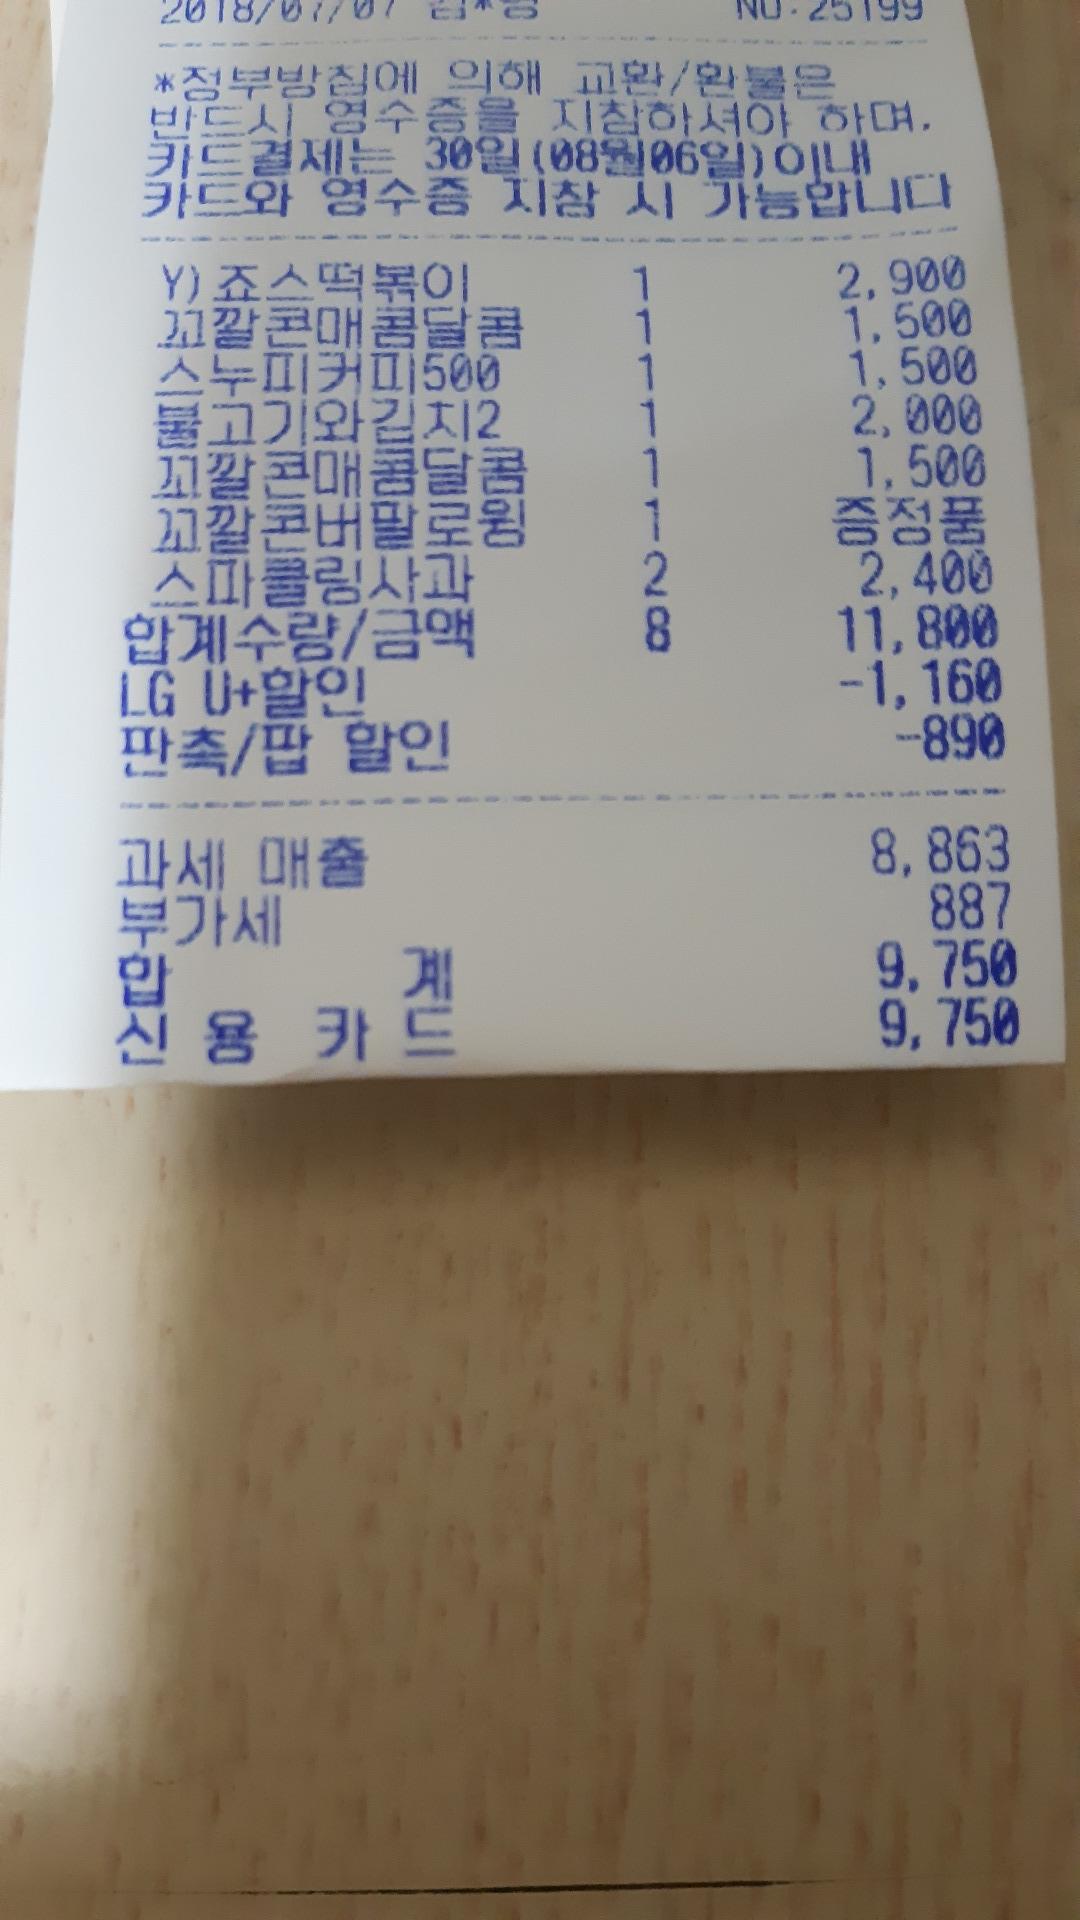 2018/07/07 김*영 NO:25199
*정부방침에 의해 교환/환불은
반드시 영수증을 지참하셔야 하며,
카드결제는 30일(08월06일)이내
카드와 영수증 지참 시 가능합니다
Y)죠스떡볶이 1 2,900
꼬깔콘매콤달콤 1 1,500
스누피커피500 1 1,500
불고기와김치2 1 2,000
꼬깔콘매콤달콤 1 1,500
꼬깔콘버팔로윙 1 증정품
스파클링사과 2 2,400
합계수량/금액 8 11,800
LG U+할인 -1,160
판촉/팝 할인 -890
과세 매출 8,863
부가세 887
합 계 9,750
신 용 카 드 9,750